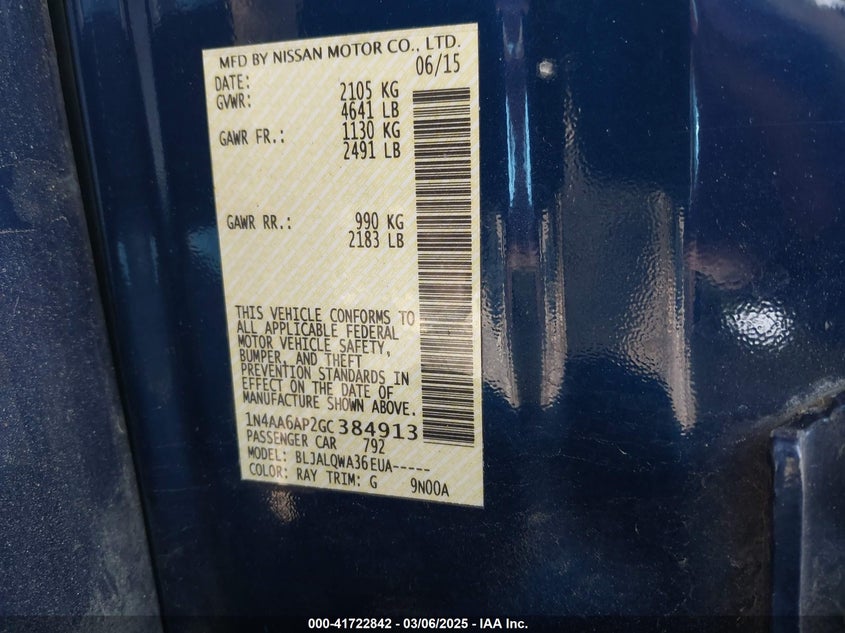 MFD BY NISSAN MOTOR CO., LTD.
DATE: 06/15
GVWR: 2105 KG
4641 LB
GAWR FR.: 1130 KG
2491 LB
GAWR RR.: 990 KG
2183 LB
THIS VEHICLE CONFORMS TO
ALL APPLICABLE FEDERAL
MOTOR VEHICLE SAFETY,
BUMPER, AND THEFT
PREVENTION STANDARDS IN
EFFECT ON THE DATE OF
MANUFACTURE SHOWN ABOVE.
1N4AA6AP2GC384913
PASSENGER CAR 792
MODEL: BLJALQWA36EUA-----
COLOR: RAY TRIM: G 9N00A
000-41722842 - 03/06/2025 - IAA Inc.